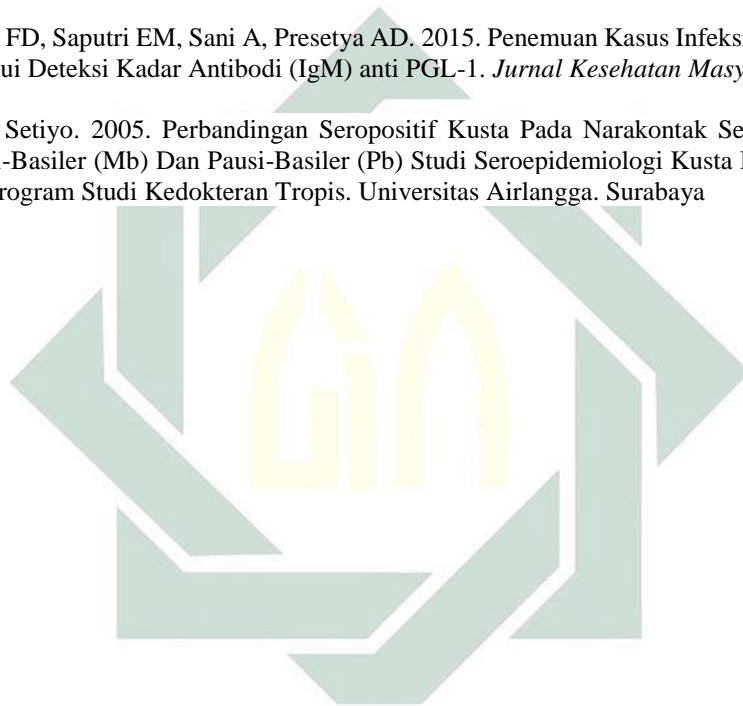 FD, Saputri EM, Sani A, Presetya AD. 2015. Penemuan Kasus Infeks
ui Deteksi Kadar Antibodi (IgM) anti PGL-1. Jurnal Kesehatan Masy
Setiyo. 2005. Perbandingan Seropositif Kusta Pada Narakontak Se
-Basiler (Mb) Dan Pausi-Basiler (Pb) Studi Seroepidemiologi Kusta
rogram Studi Kedokteran Tropis. Universitas Airlangga. Surabaya